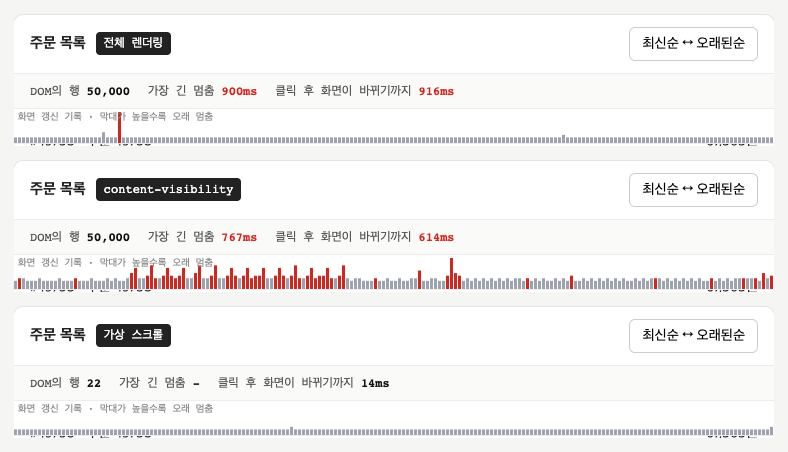 주문 목록 전체 렌더링 최신순 ↔ 오래된순
DOM의 행 50,000 가장 긴 멈춤 900ms 클릭 후 화면이 바뀌기까지 916ms
화면 갱신 기록 · 막대가 높을수록 오래 멈춤
주문 목록 content-visibility 최신순 ↔ 오래된순
DOM의 행 50,000 가장 긴 멈춤 767ms 클릭 후 화면이 바뀌기까지 614ms
화면 갱신 기록 · 막대가 높을수록 오래 멈춤
주문 목록 가상 스크롤 최신순 ↔ 오래된순
DOM의 행 22 가장 긴 멈춤 – 클릭 후 화면이 바뀌기까지 14ms
화면 갱신 기록 · 막대가 높을수록 오래 멈춤